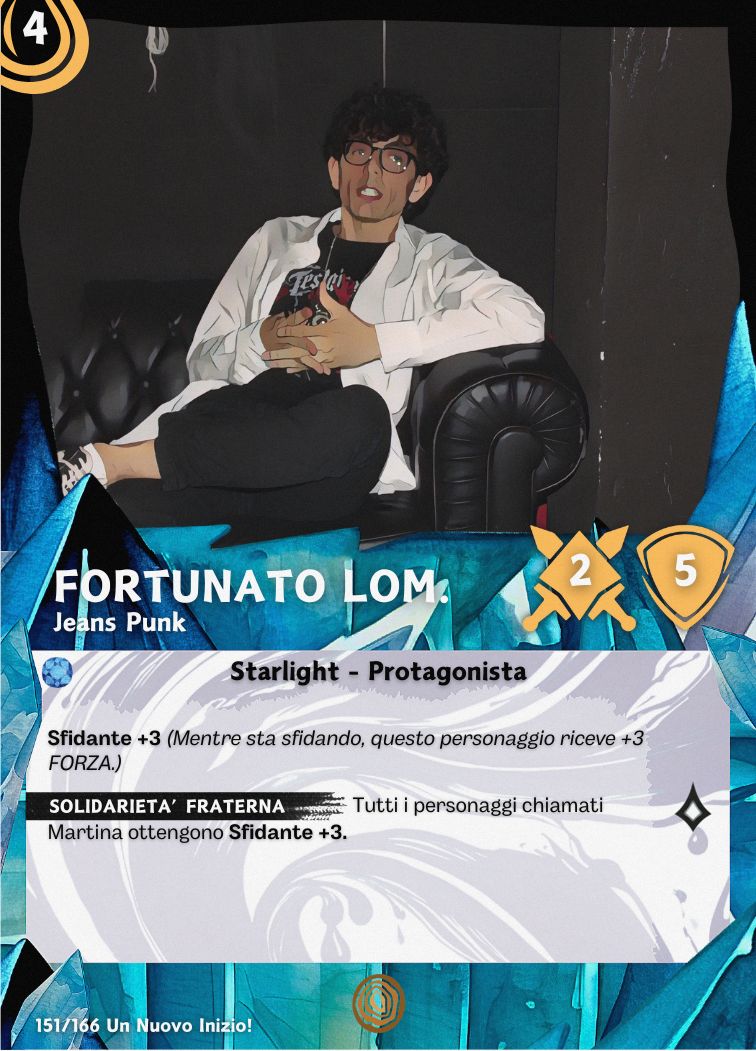 4
FORTUNATO LOM.
Jeans Punk
2
5
Starlight - Protagonista
Sfidante +3 (Mentre sta sfidando, questo personaggio riceve +3
FORZA.)
SOLIDARIETA' FRATERNA Tutti i personaggi chiamati
Martina ottengono Sfidante +3.
151/166 Un Nuovo Inizio!